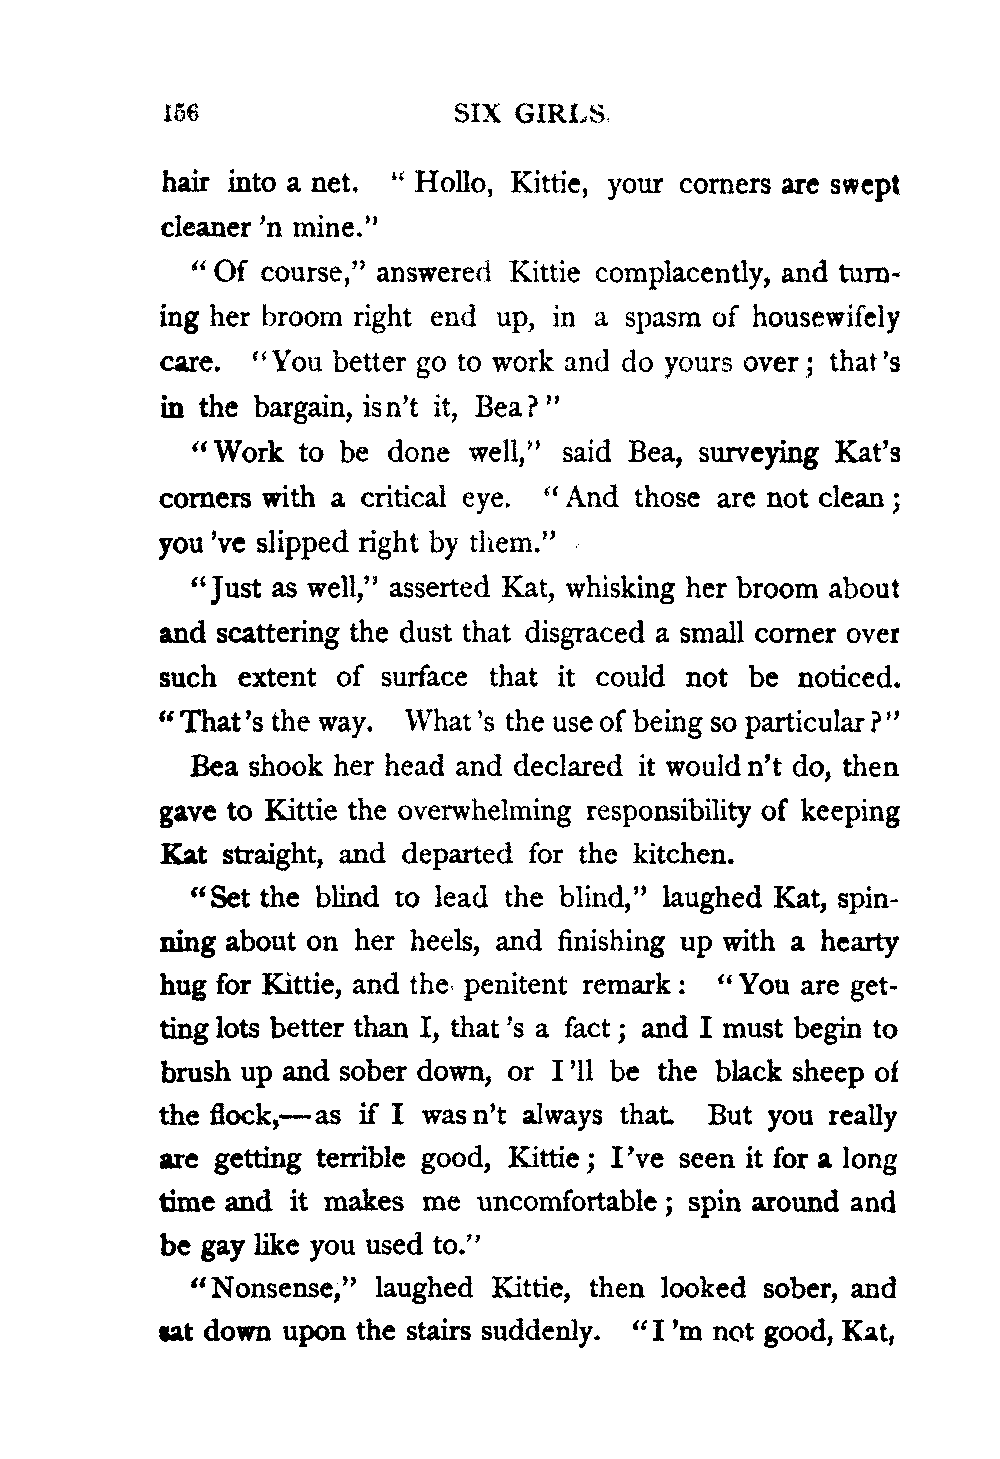 156 SIX GIRLS.
hair into a net. "Hollo, Kittie, your corners are swept
cleaner 'n mine."
"Of course," answered Kittie complacently, and turn-
ing her broom right end up, in a spasm of housewifely
care. "You better go to work and do yours over; that's
in the bargain, isn't it, Bea?"
"Work to be done well," said Bea, surveying Kat's
corners with a critical eye. "And those are not clean;
you've slipped right by them."
"Just as well," asserted Kat, whisking her broom about
and scattering the dust that disgraced a small corner over
such extent of surface that it could not be noticed.
"That's the way. What's the use of being so particular?"
Bea shook her head and declared it wouldn't do, then
gave to Kittie the overwhelming responsibility of keeping
Kat straight, and departed for the kitchen.
"Set the blind to lead the blind," laughed Kat, spin-
ning about on her heels, and finishing up with a hearty
hug for Kittie, and the penitent remark: "You are get-
ting lots better than I, that's a fact; and I must begin to
brush up and sober down, or I'll be the black sheep of
the flock,—as if I wasn't always that. But you really
are getting terrible good, Kittie; I've seen it for a long
time and it makes me uncomfortable; spin around and
be gay like you used to."
"Nonsense," laughed Kittie, then looked sober, and
sat down upon the stairs suddenly. "I'm not good, Kat,